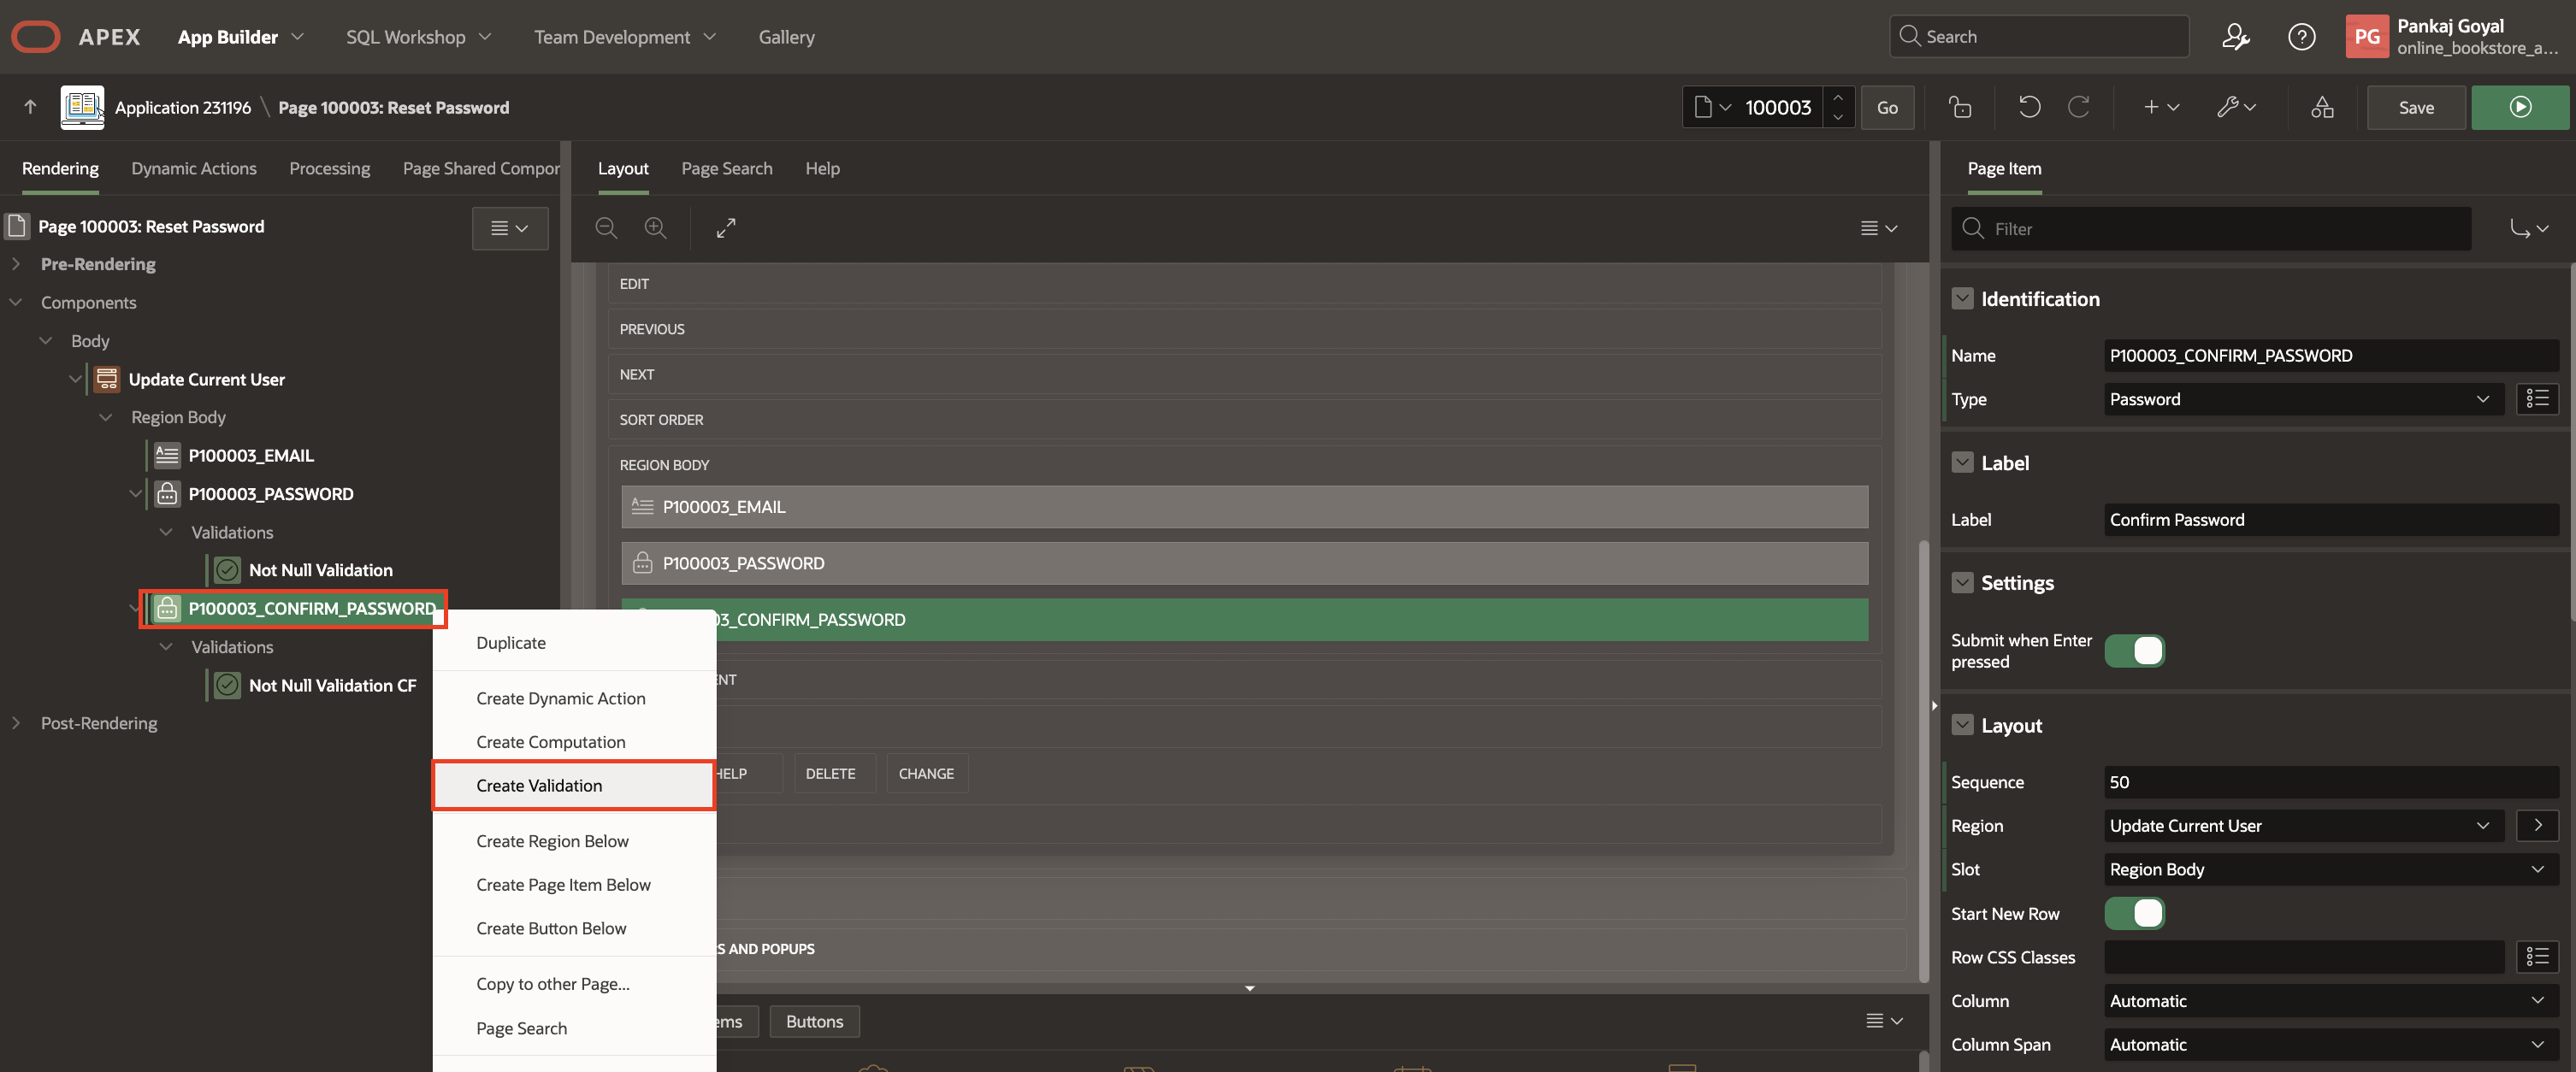 APEX App Builder SQL Workshop Team Development Gallery Search PG Pankaj Goyal
online_bookstore_a...
Application 231196 \ Page 100003: Reset Password 100003 Go Save
Rendering Dynamic Actions Processing Page Shared Compor
Layout Page Search Help
Page Item
Page 100003: Reset Password
Pre-Rendering
Components
Body
Update Current User
Region Body
P100003_EMAIL
P100003_PASSWORD
Validations
Not Null Validation
P100003_CONFIRM_PASSWORD
Validations
Not Null Validation CF
Post-Rendering
Duplicate
Create Dynamic Action
Create Computation
Create Validation
Create Region Below
Create Page Item Below
Create Button Below
Copy to other Page...
Page Search
EDIT
PREVIOUS
NEXT
SORT ORDER
REGION BODY
P100003_EMAIL
P100003_PASSWORD
3_CONFIRM_PASSWORD
ENT
HELP DELETE CHANGE
S AND POPUPS
ems Buttons
Filter
Identification
Name P100003_CONFIRM_PASSWORD
Type Password
Label
Label Confirm Password
Settings
Submit when Enter
pressed
Layout
Sequence 50
Region Update Current User
Slot Region Body
Start New Row
Row CSS Classes
Column Automatic
Column Span Automatic